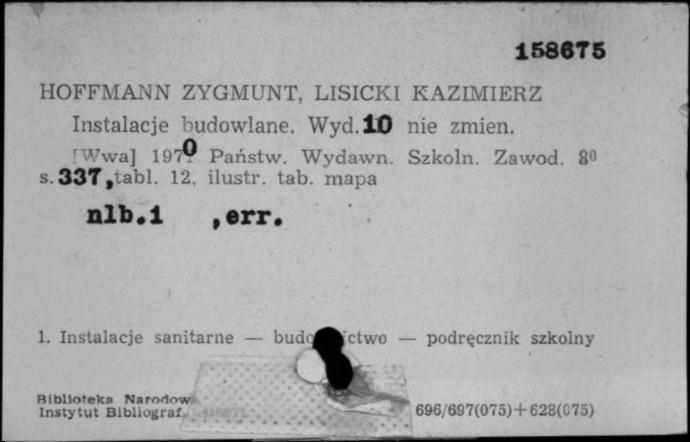 158675
HOFFMANN ZYGMUNT, LISICKI KAZIMIERZ
Instalacje budowlane. Wyd. 10 nie zmien.
[Wwa] 1970 Państw. Wydawn. Szkoln. Zawod. 8⁰
s. 337, tabl. 12, ilustr. tab. mapa
nlb.1 ,err.
1. Instalacje sanitarne — — podręcznik szkolny
Biblioteka Narodow
Instytut Bibliograf.
696/697(075)+628(075)